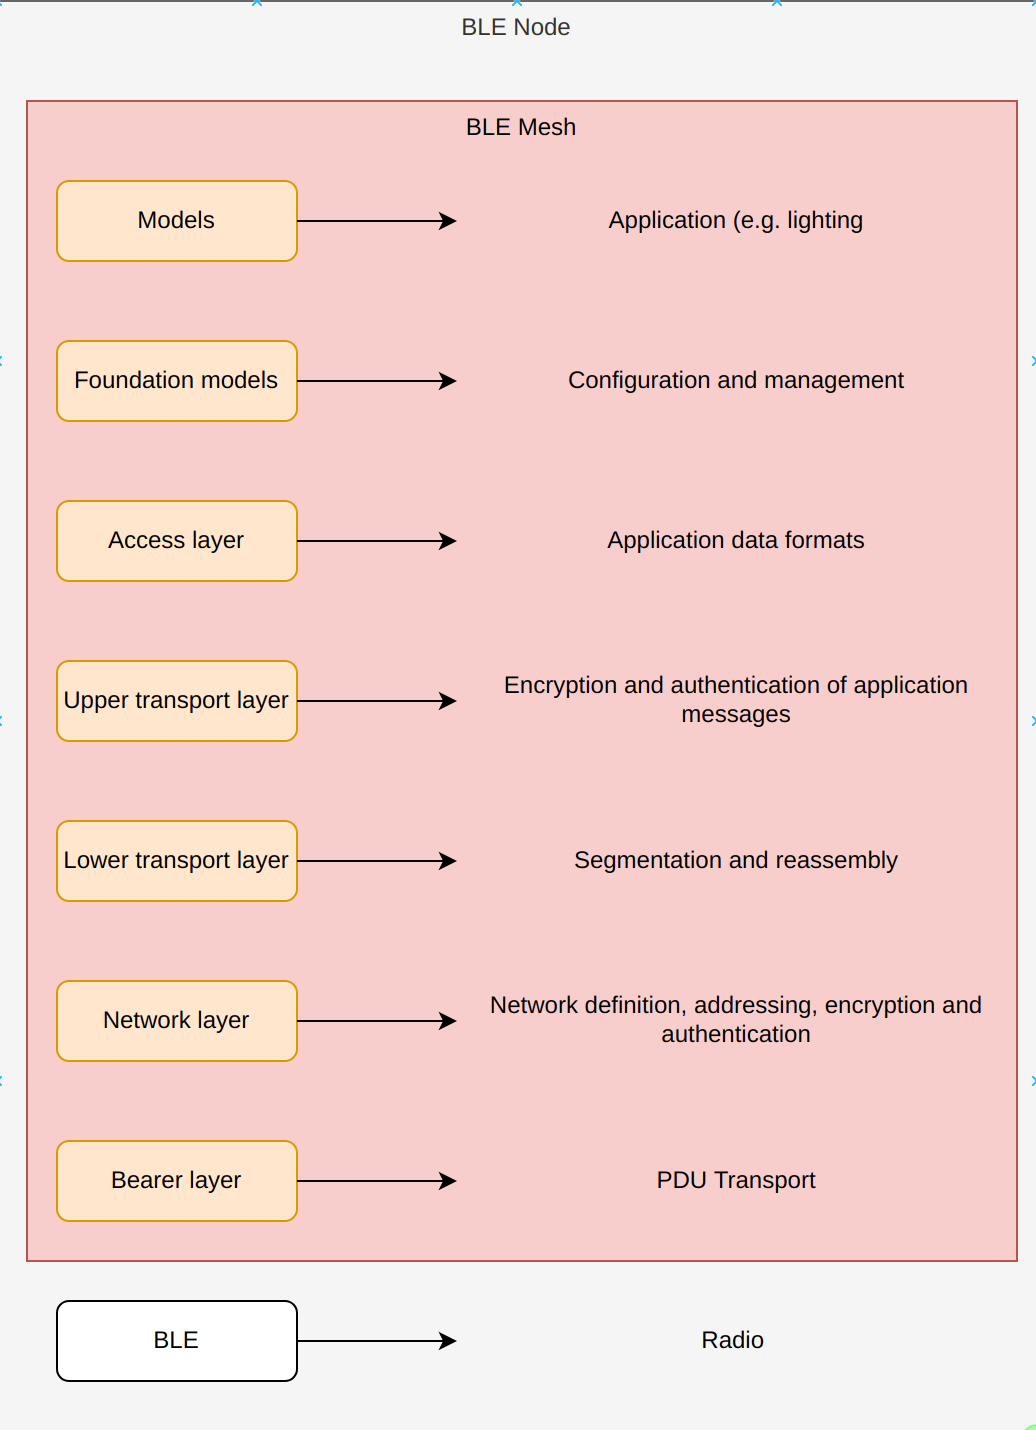 BLE Node
BLE Mesh
Models
Application (e.g. lighting
Foundation models
Configuration and management
Access layer
Application data formats
Upper transport layer
Encryption and authentication of application
messages
Lower transport layer
Segmentation and reassembly
Network layer
Network definition, addressing, encryption and
authentication
Bearer layer
PDU Transport
BLE
Radio